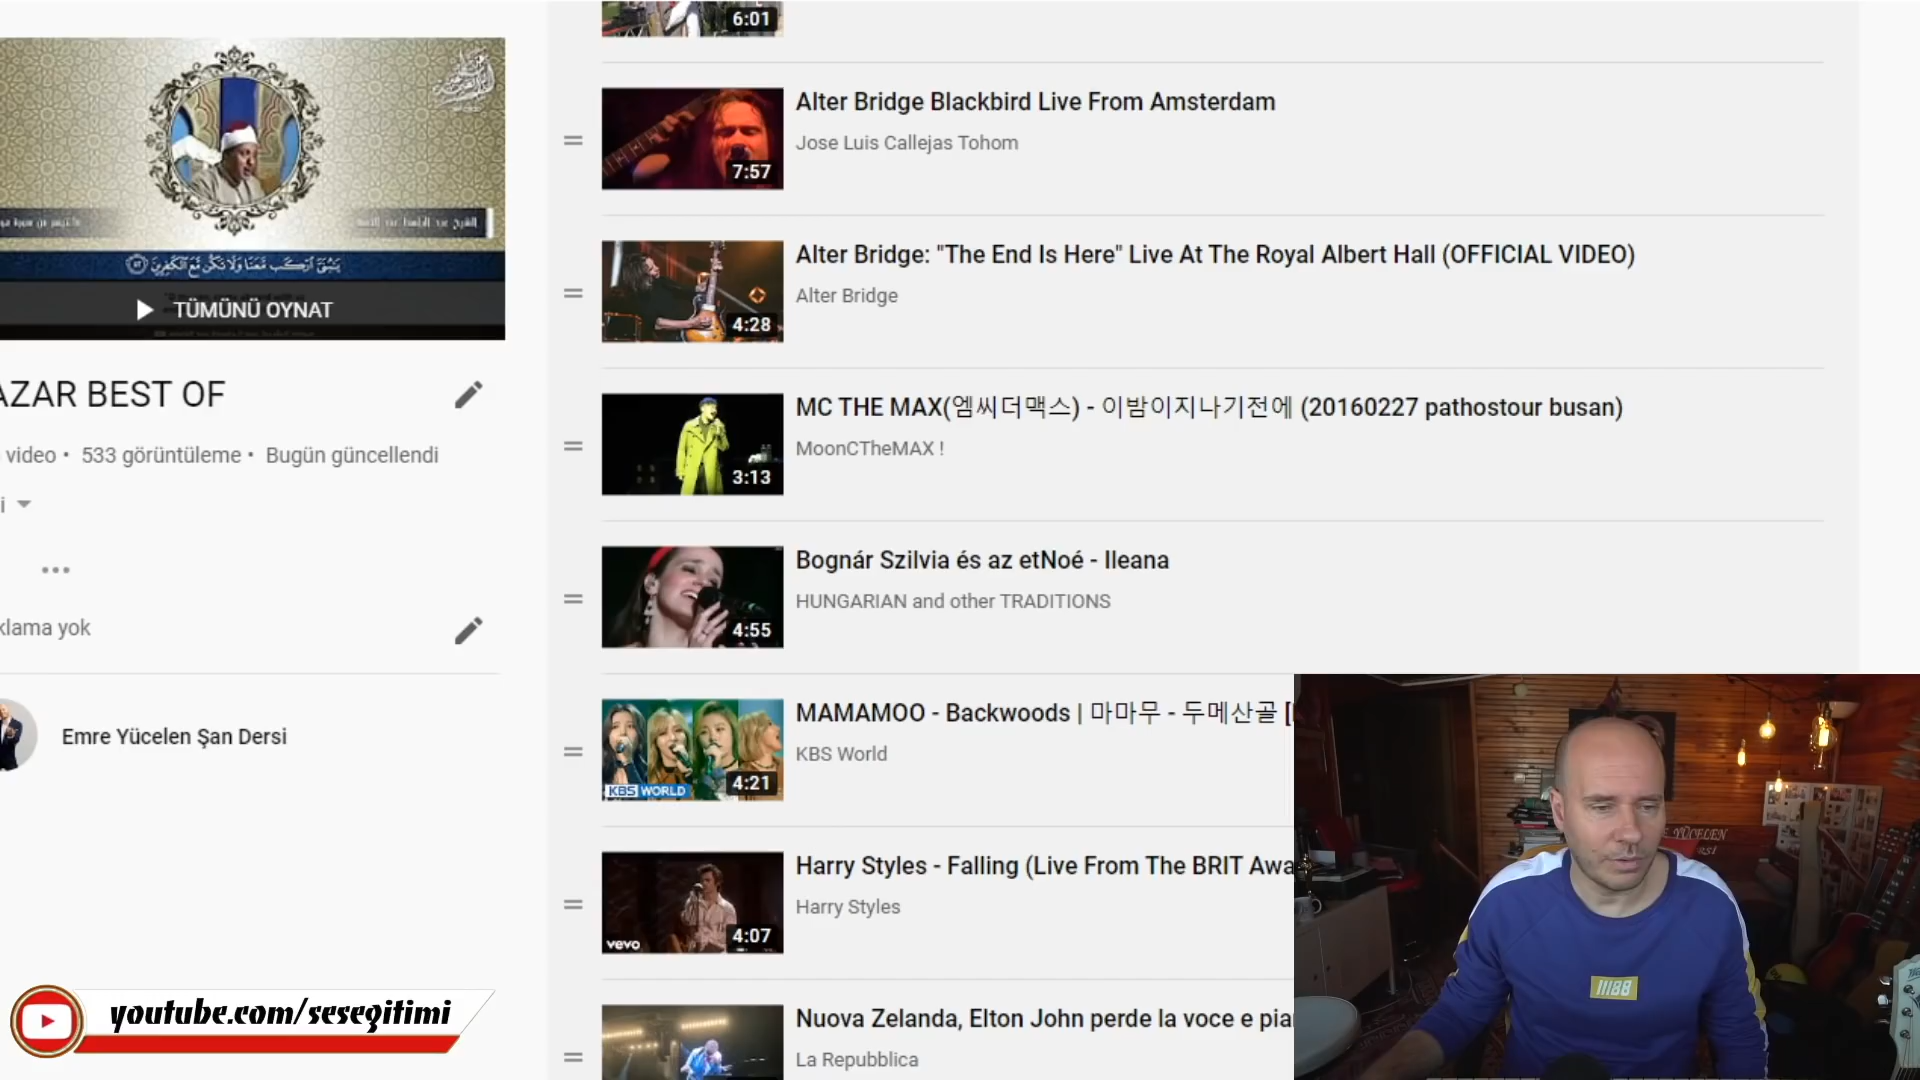 TÜMÜNÜ OYNAT
AZAR BEST OF
video • 533 görüntüleme • Bugün güncellendi
klama yok
Emre Yücelen Şan Dersi
youtube.com/sesegitimi
6:01
Alter Bridge Blackbird Live From Amsterdam
Jose Luis Callejas Tohom
7:57
Alter Bridge: "The End Is Here" Live At The Royal Albert Hall (OFFICIAL VIDEO)
Alter Bridge
4:28
MC THE MAX(엠씨더맥스) - 이밤이지나기전에 (20160227 pathostour busan)
MoonCTheMAX !
3:13
Bognár Szilvia és az etNoé - Ileana
HUNGARIAN and other TRADITIONS
4:55
MAMAMOO - Backwoods | 마마무 - 두메산골 [
KBS World
KBS WORLD
4:21
Harry Styles - Falling (Live From The BRIT Awa
Harry Styles
vevo
4:07
Nuova Zelanda, Elton John perde la voce e pia
La Repubblica
YÜCELEN
1188